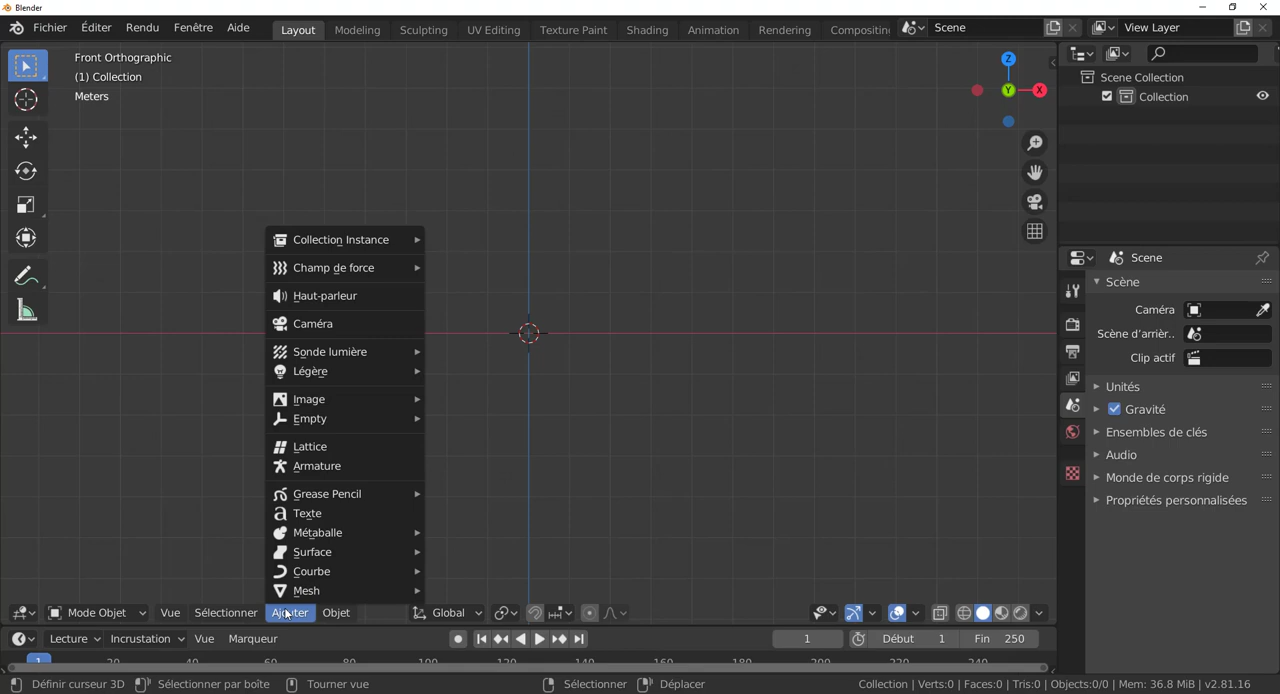 Blender
Fichier Éditer Rendu Fenêtre Aide Layout Modeling Sculpting UV Editing Texture Paint Shading Animation Rendering Compositing Scene View Layer
Front Orthographic
(1) Collection
Meters
Z
Y
X
Scene Collection
Collection
Scene
Scène
Caméra
Scène d'arrièr..
Clip actif
Unités
Gravité
Ensembles de clés
Audio
Monde de corps rigide
Propriétés personnalisées
Collection Instance
Champ de force
Haut-parleur
Caméra
Sonde lumière
Légère
Image
Empty
Lattice
Armature
Grease Pencil
Texte
Métaballe
Surface
Courbe
Mesh
Mode Objet Vue Sélectionner Ajouter Objet Global
Lecture Incrustation Vue Marqueur 1 Début 1 Fin 250
1 20 40 60 80 100 120 140 160 180 200 220 240
Définir curseur 3D Sélectionner par boîte Tourner vue Sélectionner Déplacer Collection | Verts:0 | Faces:0 | Tris:0 | Objects:0/0 | Mem: 36.8 MiB | v2.81.16